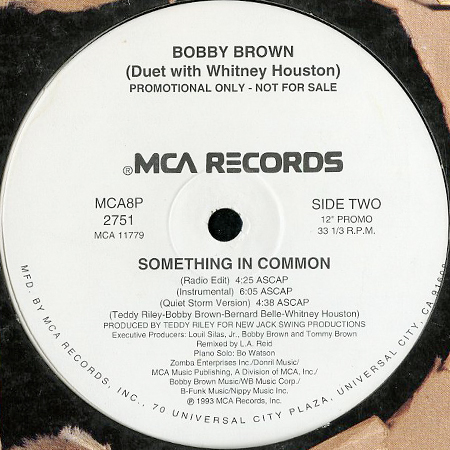 BOBBY BROWN
(Duet with Whitney Houston)
PROMOTIONAL ONLY - NOT FOR SALE
®MCA RECORDS
MCA8P
2751
MCA 11779
SIDE TWO
12" PROMO
33 1/3 R.P.M.
SOMETHING IN COMMON
(Radio Edit) 4:25 ASCAP
(Instrumental) 6:05 ASCAP
(Quiet Storm Version) 4:38 ASCAP
(Teddy Riley-Bobby Brown-Bernard Belle-Whitney Houston)
PRODUCED BY TEDDY RILEY FOR NEW JACK SWING PRODUCTIONS
Executive Producers: Louil Silas, Jr., Bobby Brown and Tommy Brown
Remixed by L.A. Reid
Piano Solo: Bo Watson
Zomba Enterprises Inc./Donril Music/
MCA Music Publishing, A Division of MCA, Inc./
Bobby Brown Music/WB Music Corp./
B-Funk Music/Nippy Music Inc.
℗ 1993 MCA Records, Inc.
MFD. BY MCA RECORDS, INC., 70 UNIVERSAL CITY PLAZA, UNIVERSAL CITY, CA